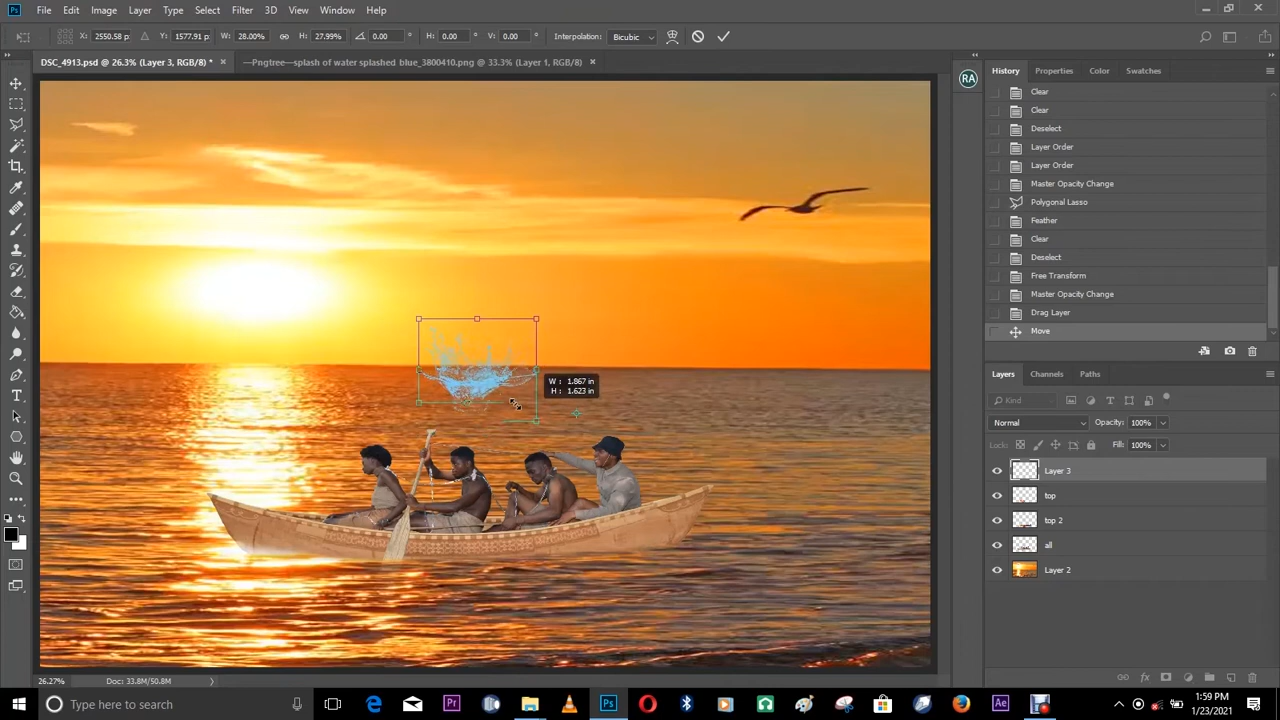 Ps File Edit Image Layer Type Select Filter 3D View Window Help
X: 2550.58 p Y: 1577.91 p W: 28.00% H: 27.99% 0.00 ° H: 0.00 ° V: 0.00 ° Interpolation: Bicubic
DSC_4913.psd @ 26.3% (Layer 3, RGB/8) * × —Pngtree—splash of water splashed blue_3800410.png @ 33.3% (Layer 1, RGB/8) ×
RA
History Properties Color Swatches
Clear
Clear
Deselect
Layer Order
Layer Order
Master Opacity Change
Polygonal Lasso
Feather
Clear
Deselect
Free Transform
Master Opacity Change
Drag Layer
Move
W : 1.867 in
H : 1.623 in
Layers Channels Paths
Kind
Normal Opacity: 100%
Lock: Fill: 100%
Layer 3
top
top 2
all
Layer 2
26.27% Doc: 33.8M/50.8M
Type here to search
Pr Ps Ae
1:59 PM
1/23/2021